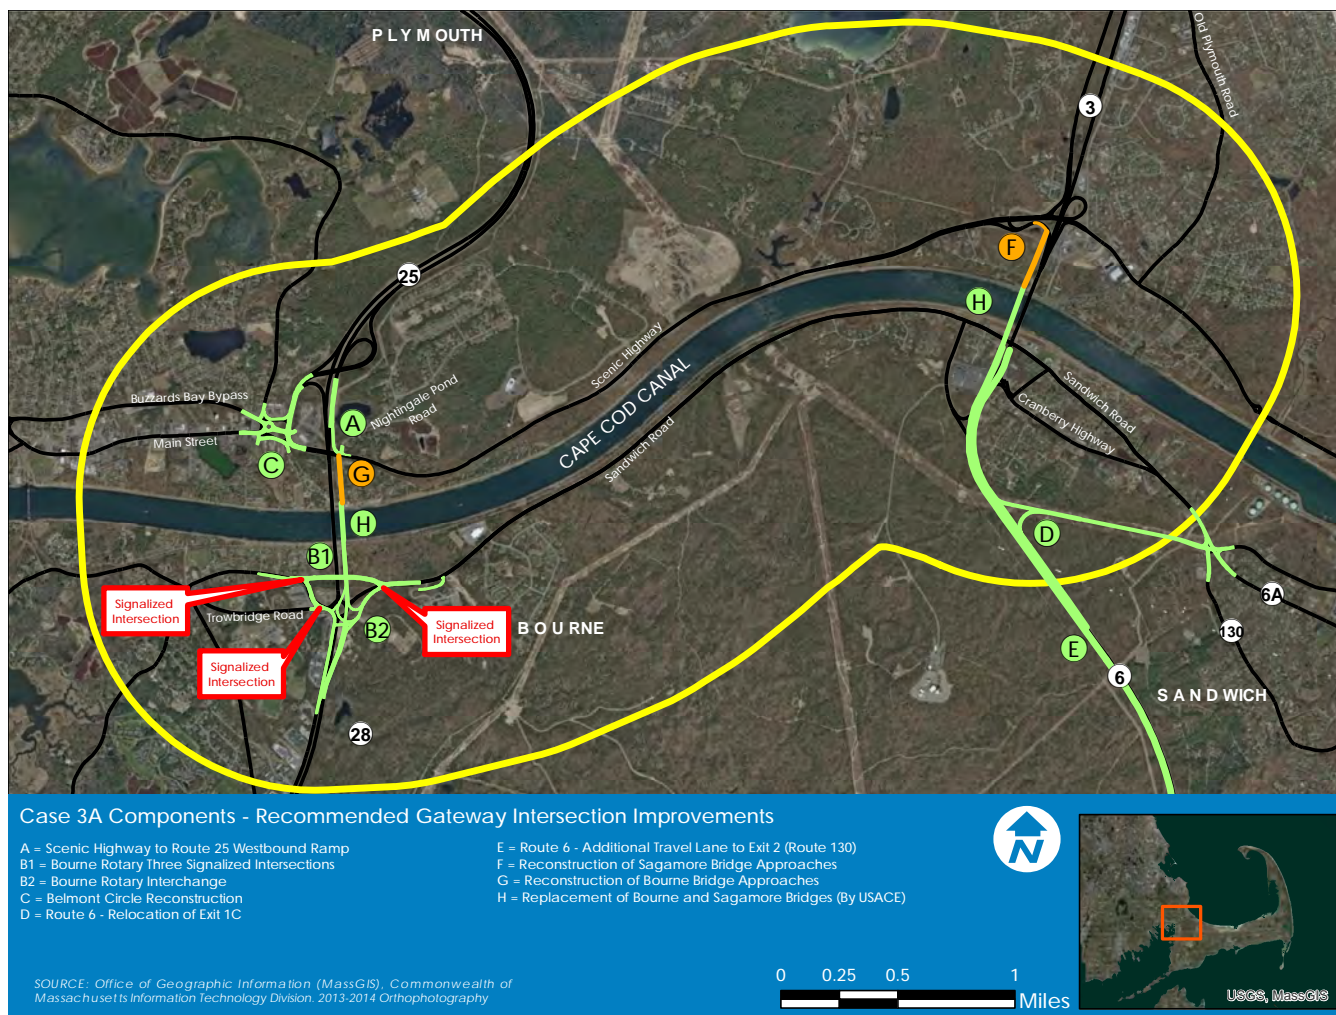 PLYMOUTH
Old Plymouth Road
3
F
25
H
Scenic Highway
Buzzards Bay Bypass
Nightingale Pond
Road
A
Main Street
C
G
CAPE COD CANAL
Sandwich Road
Sandwich Road
Cranberry Highway
H
D
B1
Signalized
Intersection
Trowbridge Road
B2
Signalized
Intersection
BOURNE
6A
130
Signalized
Intersection
E
6
SANDWICH
28
Case 3A Components - Recommended Gateway Intersection Improvements
A = Scenic Highway to Route 25 Westbound Ramp
B1 = Bourne Rotary Three Signalized Intersections
B2 = Bourne Rotary Interchange
C = Belmont Circle Reconstruction
D = Route 6 - Relocation of Exit 1C
E = Route 6 - Additional Travel Lane to Exit 2 (Route 130)
F = Reconstruction of Sagamore Bridge Approaches
G = Reconstruction of Bourne Bridge Approaches
H = Replacement of Bourne and Sagamore Bridges (By USACE)
N
SOURCE: Office of Geographic Information (MassGIS), Commonwealth of
Massachusetts Information Technology Division. 2013-2014 Orthophotography
0 0.25 0.5 1
Miles
USGS, MassGIS